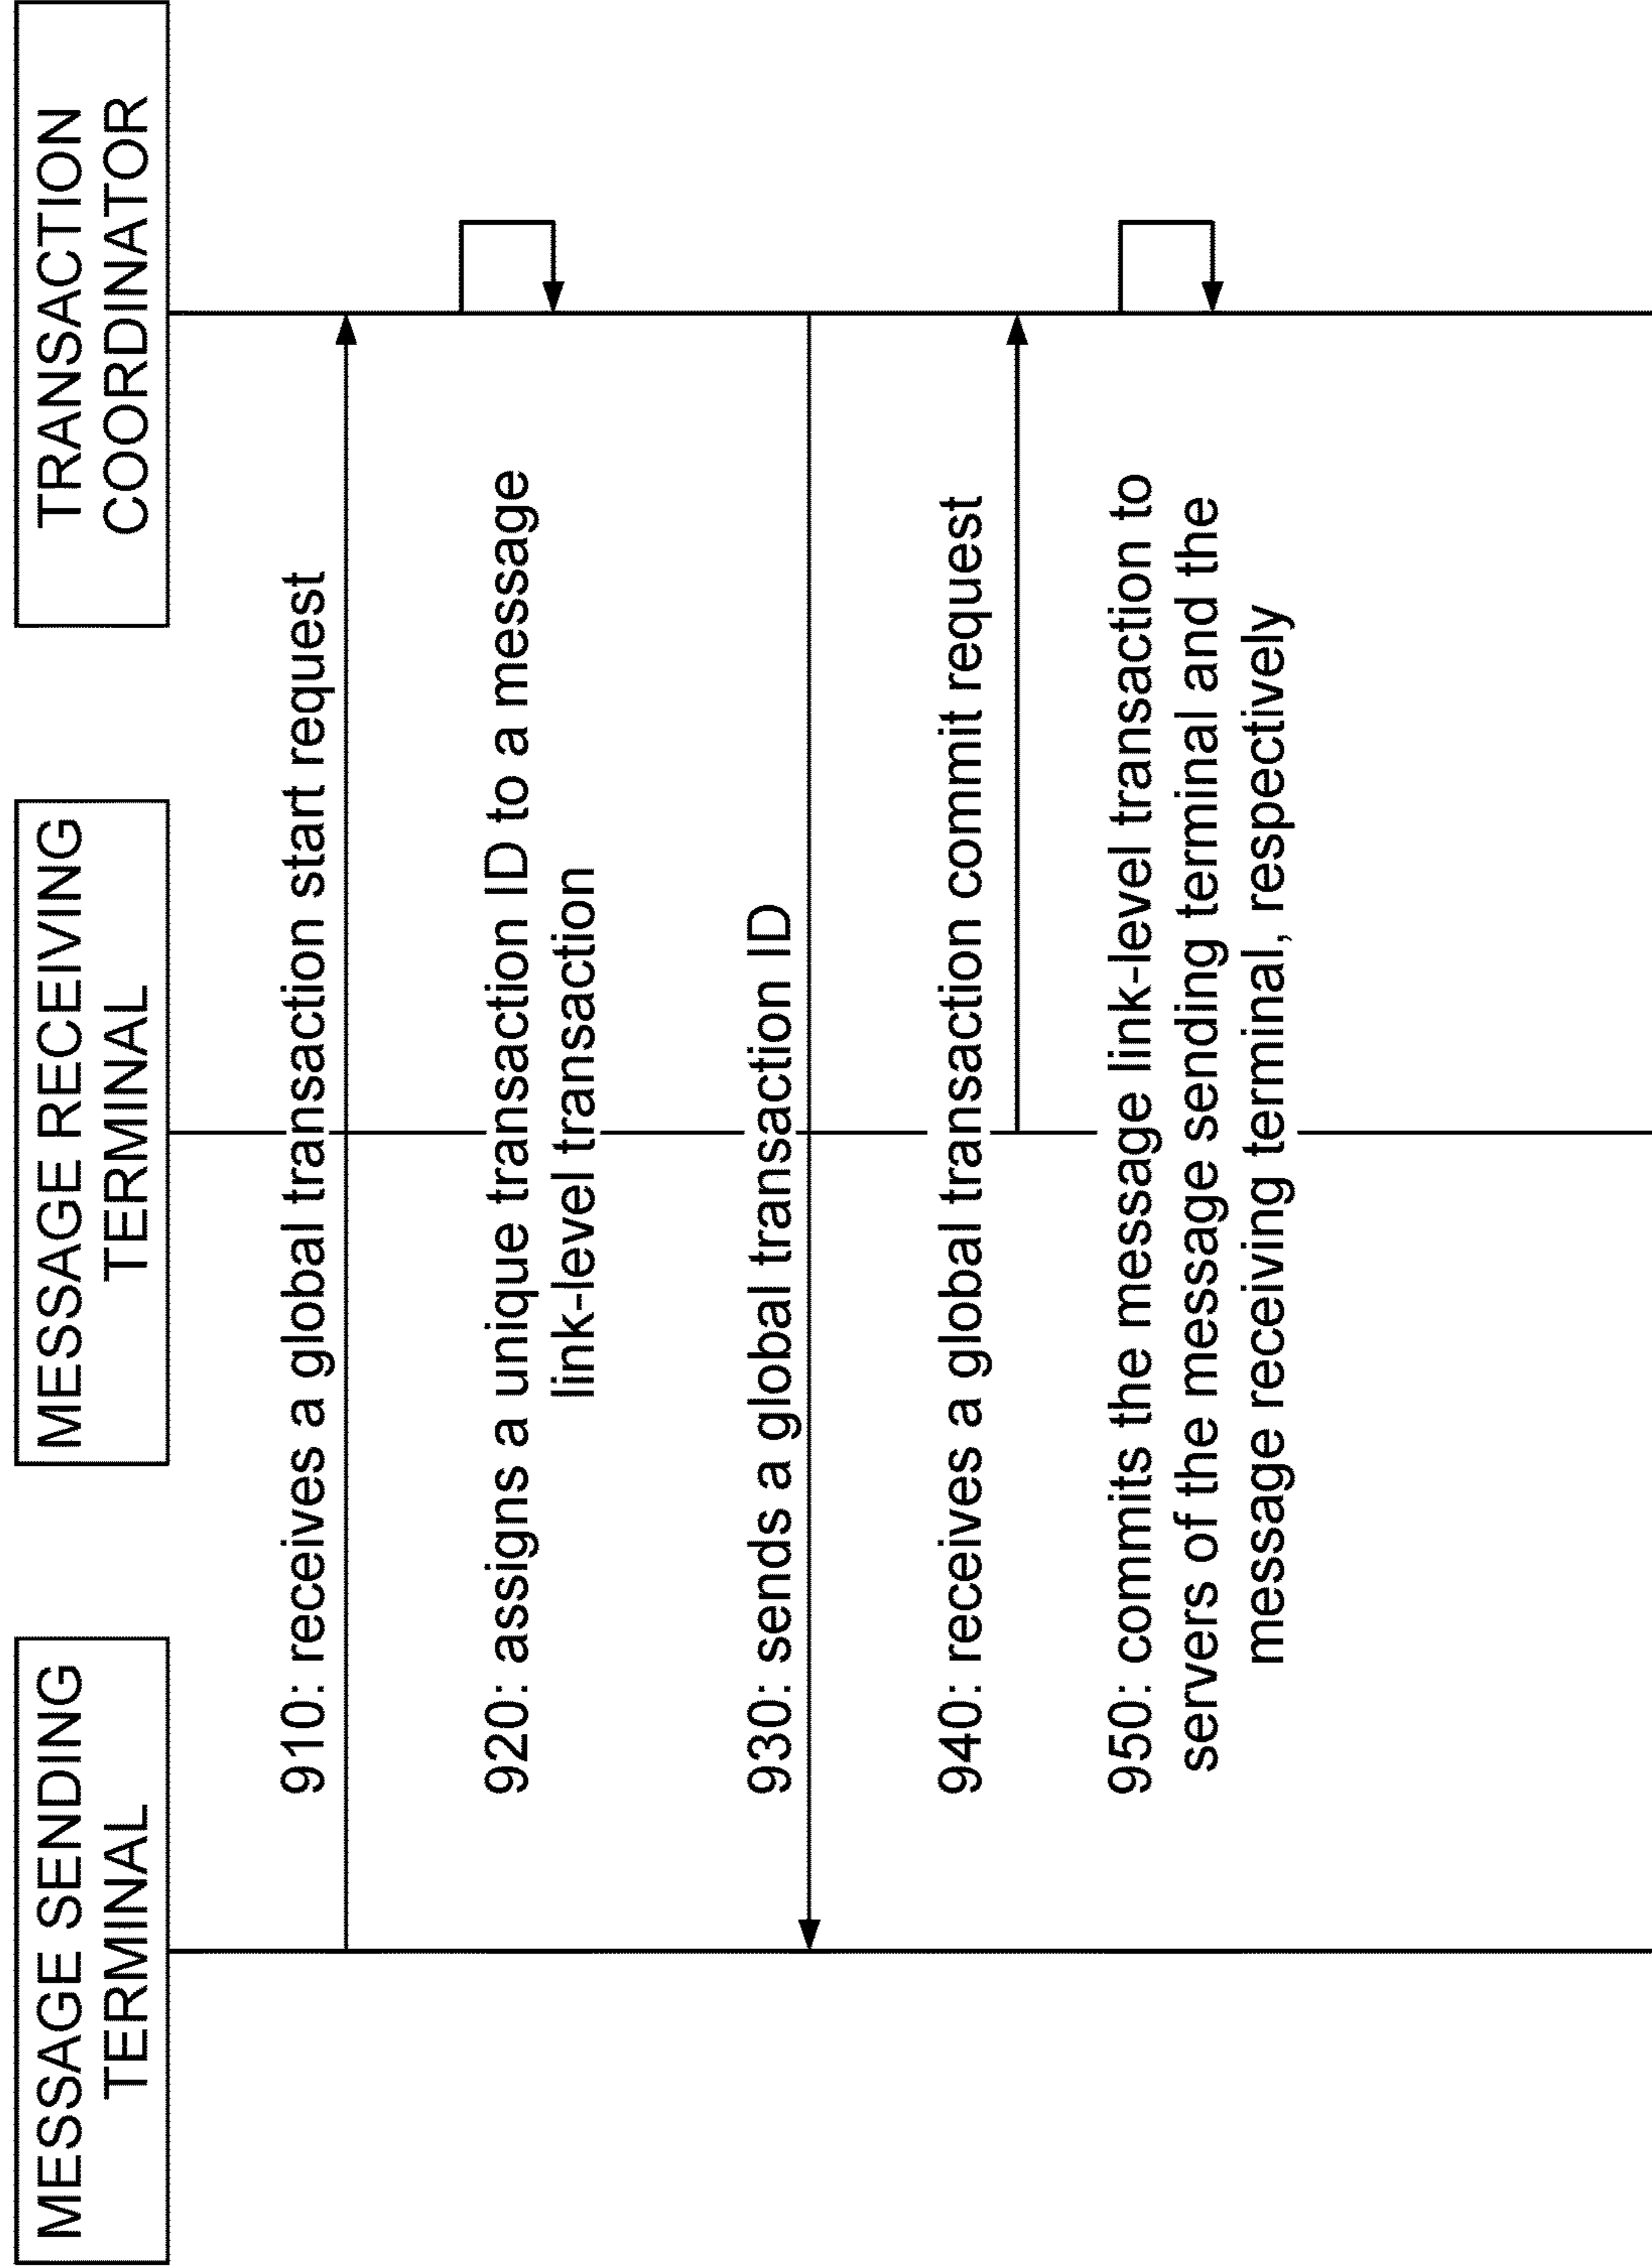 MESSAGE SENDING
TERMINAL
MESSAGE RECEIVING
TERMINAL
TRANSACTION
COORDINATOR
910: receives a global transaction start request
920: assigns a unique transaction ID to a message
link-level transaction
930: sends a global transaction ID
940: receives a global transaction commit request
950: commits the message link-level transaction to
servers of the message sending terminal and the
message receiving terminal, respectively